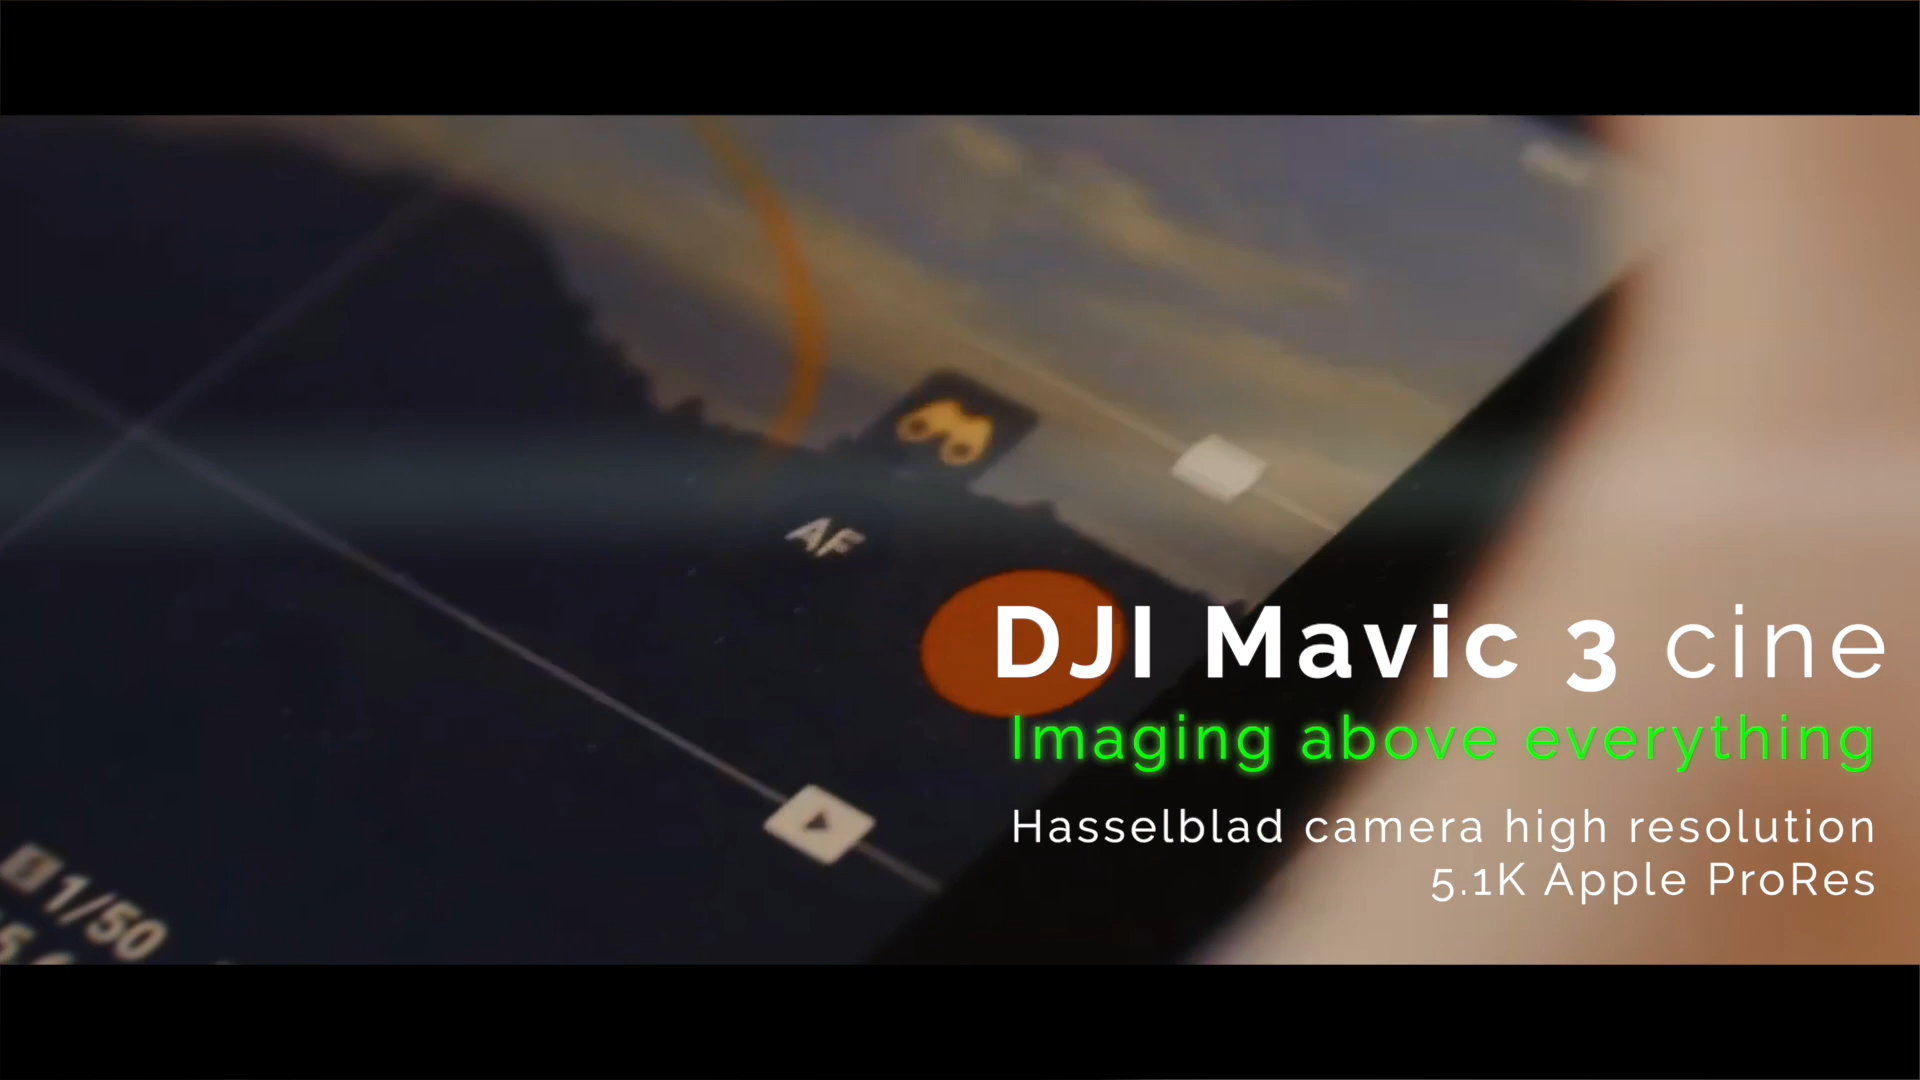 AF
DJI Mavic 3 cine
Imaging above everything
Hasselblad camera high resolution
5.1K Apple ProRes
1/50